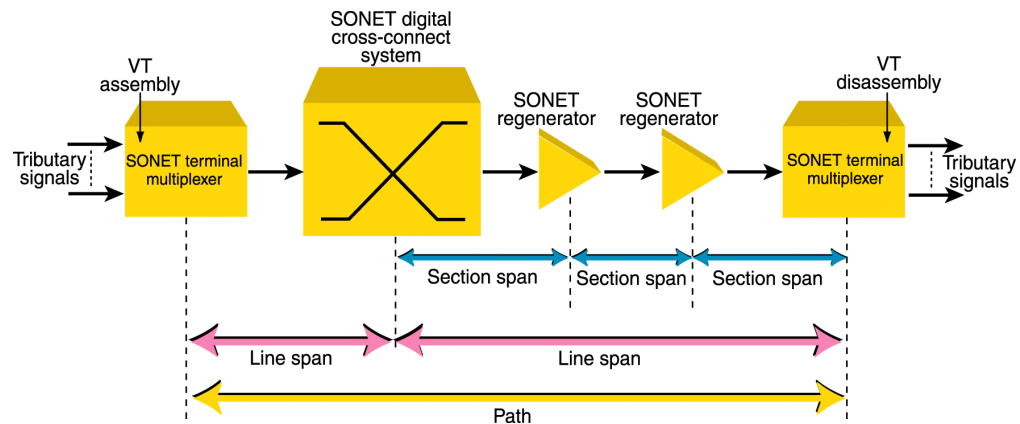 SONET digital
cross-connect
system
VT
assembly
SONET
regenerator
SONET
regenerator
VT
disassembly
Tributary
signals
SONET terminal
multiplexer
SONET terminal
multiplexer
Tributary
signals
Section span
Section span
Section span
Line span
Line span
Path